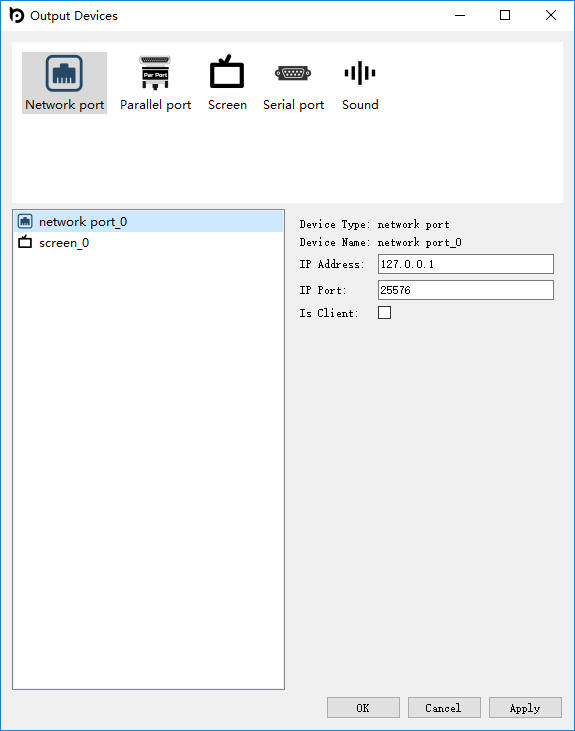 Output Devices
Par Port
Network port
Parallel port
Screen
Serial port
Sound
network port_0
screen_0
Device Type: network port
Device Name: network port_0
IP Address: 127.0.0.1
IP Port: 25576
Is Client:
OK
Cancel
Apply